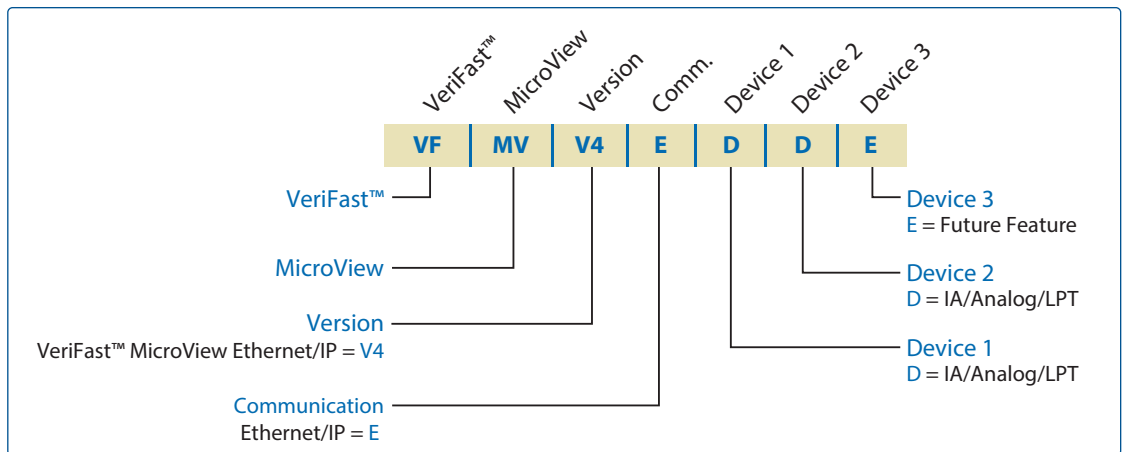 VeriFast™
MicroView
Version
Comm.
Device 1
Device 2
Device 3
VF MV V4 E D D E
VeriFast™
MicroView
Version
VeriFast™ MicroView Ethernet/IP = V4
Communication
Ethernet/IP = E
Device 3
E = Future Feature
Device 2
D = IA/Analog/LPT
Device 1
D = IA/Analog/LPT